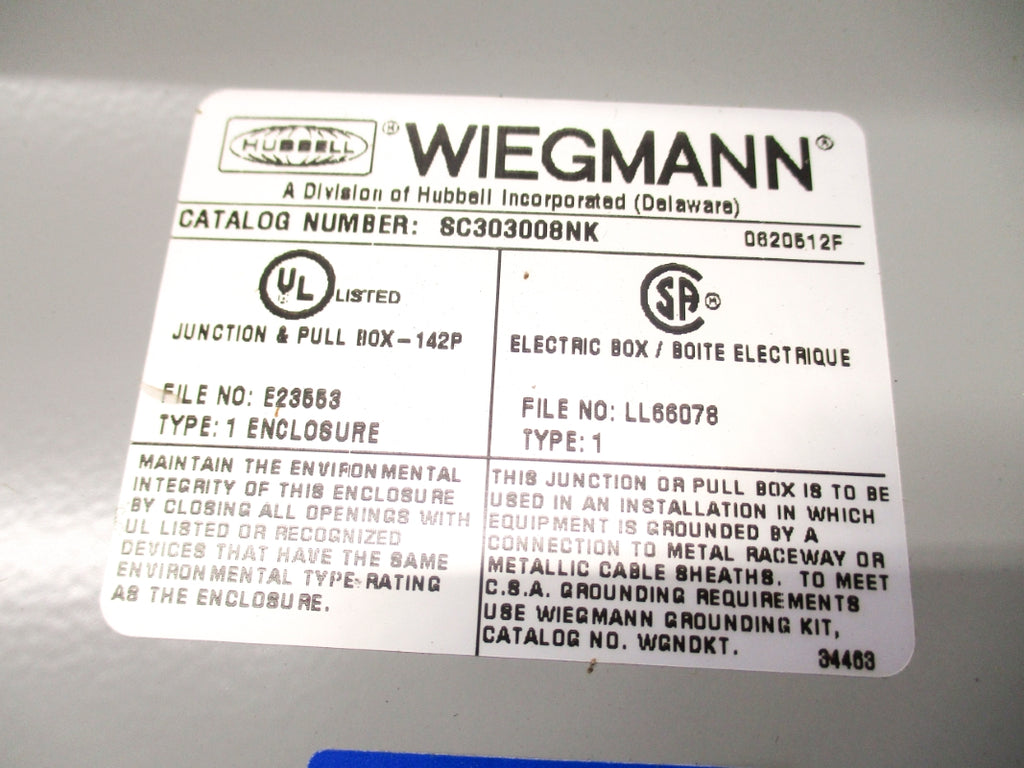 HUBBELL ® WIEGMANN ®
A Division of Hubbell Incorporated (Delaware)
CATALOG NUMBER: SC303008NK 0620512F
UL LISTED
JUNCTION & PULL BOX-142P
FILE NO: E23553
TYPE: 1 ENCLOSURE
SA ®
ELECTRIC BOX / BOITE ELECTRIQUE
FILE NO: LL66078
TYPE: 1
MAINTAIN THE ENVIRONMENTAL
INTEGRITY OF THIS ENCLOSURE
BY CLOSING ALL OPENINGS WITH
UL LISTED OR RECOGNIZED
DEVICES THAT HAVE THE SAME
ENVIRONMENTAL TYPE RATING
AS THE ENCLOSURE.
THIS JUNCTION OR PULL BOX IS TO BE
USED IN AN INSTALLATION IN WHICH
EQUIPMENT IS GROUNDED BY A
CONNECTION TO METAL RACEWAY OR
METALLIC CABLE SHEATHS. TO MEET
C.S.A. GROUNDING REQUIREMENTS
USE WIEGMANN GROUNDING KIT,
CATALOG NO. WGNDKT.
34463